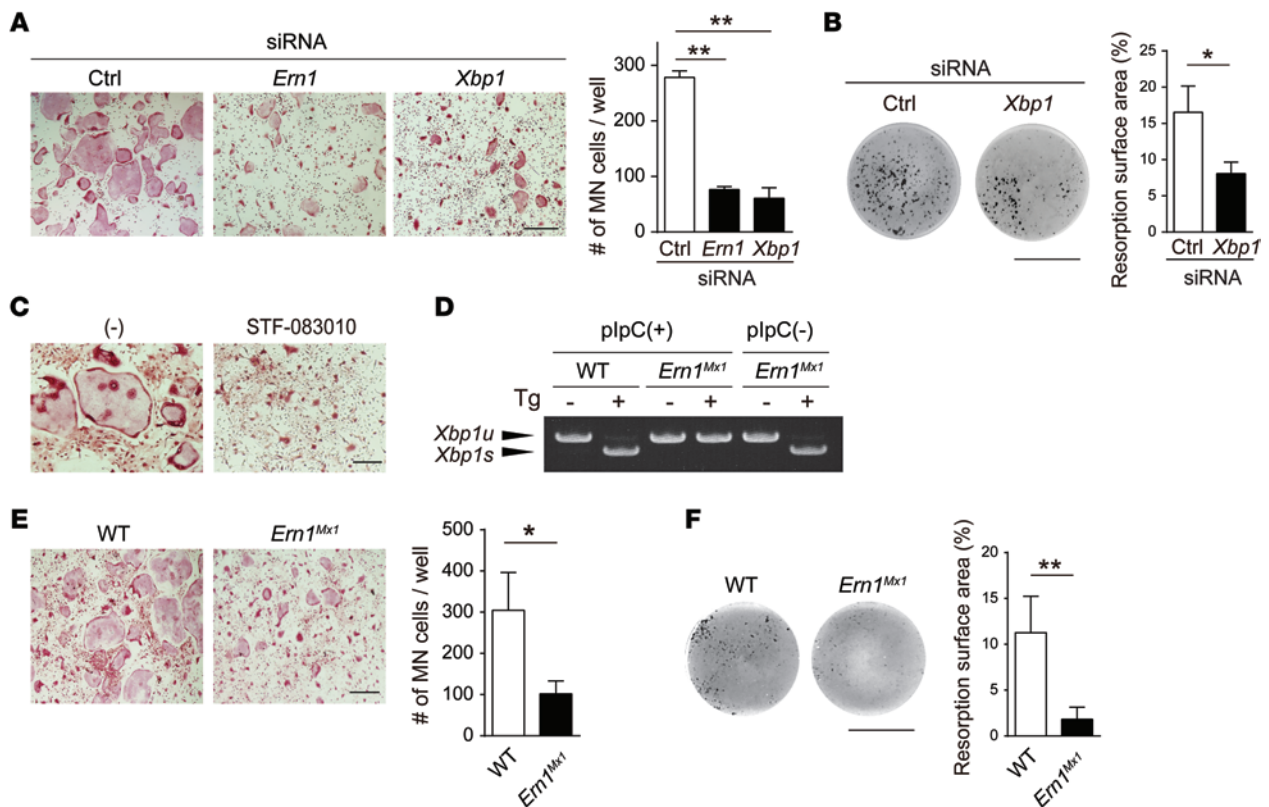 A
siRNA
Ctrl Ern1 Xbp1
# of MN cells / well
300
200
100
0
** 
**
Ctrl Ern1 Xbp1
siRNA
B
siRNA
Ctrl Xbp1
Resorption surface area (%)
25
20
15
10
5
0
*
Ctrl Xbp1
siRNA
C
(-) STF-083010
D
pIpC(+) pIpC(-)
WT Ern1Mx1 Ern1Mx1
Tg - + - + - +
Xbp1u
Xbp1s
E
WT Ern1Mx1
# of MN cells / well
500
400
300
200
100
0
*
WT
Ern1Mx1
F
WT Ern1Mx1
Resorption surface area (%)
20
15
10
5
0
**
WT
Ern1Mx1